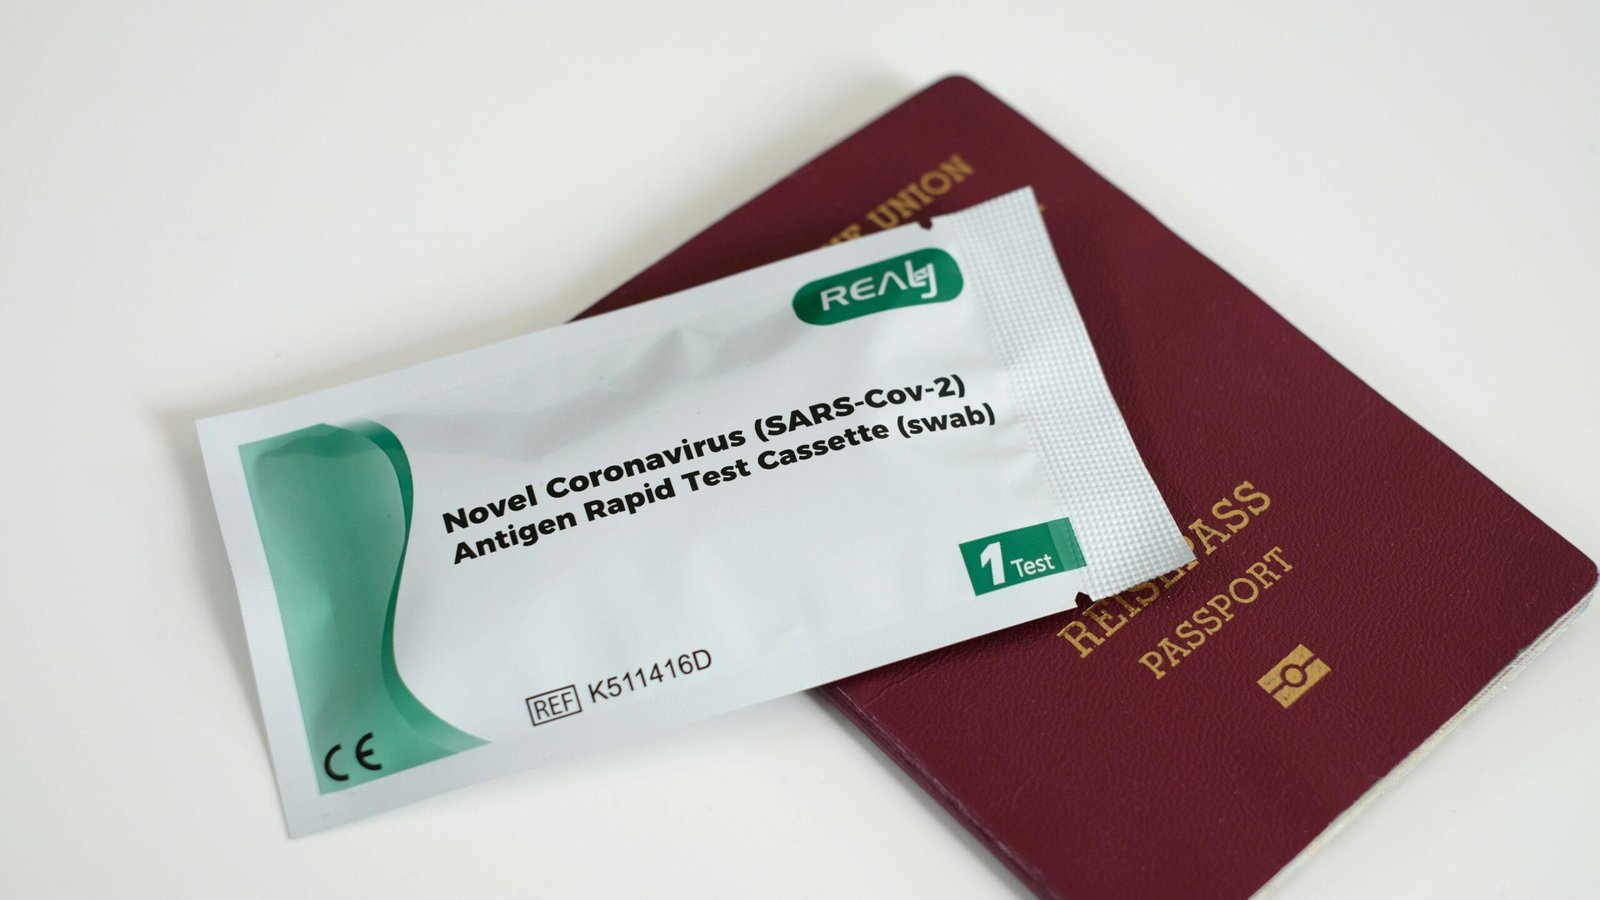 UNION
REALY
Novel Coronavirus (SARS-Cov-2)
Antigen Rapid Test Cassette (swab)
1 Test
REF K511416D
CE
REISEPASS
PASSPORT